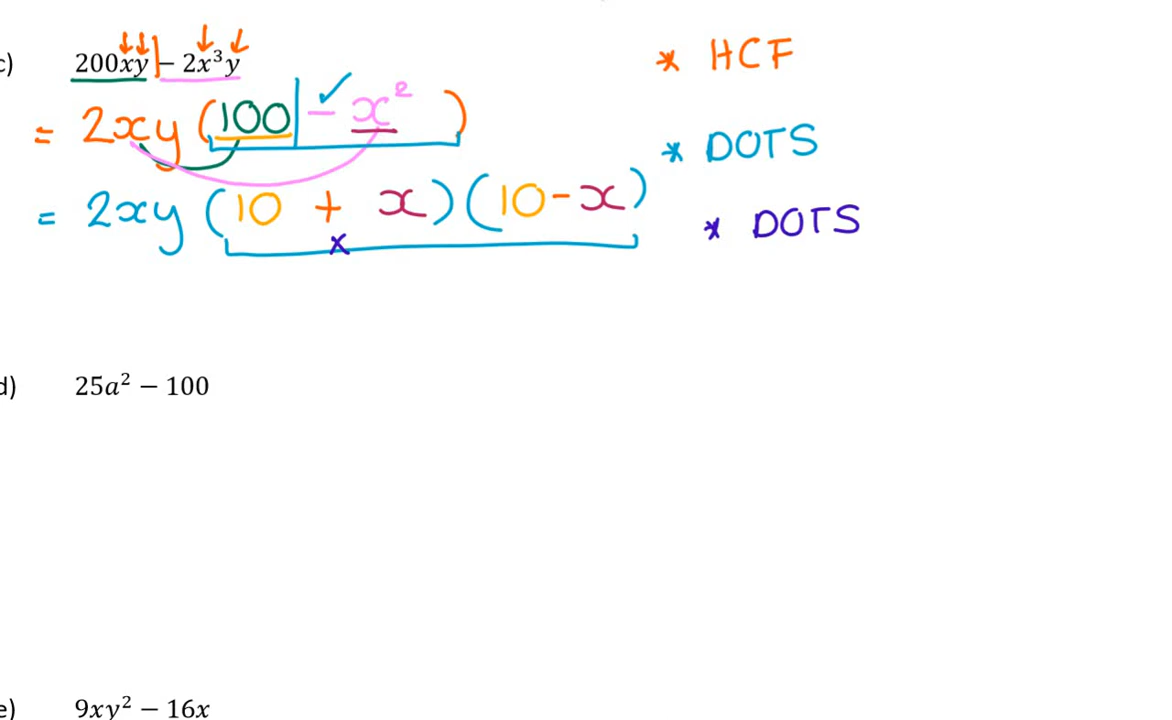 c) 200xy − 2x³y * HCF
= 2xy (100 − x²) * DOTS
= 2xy (10 + x)(10 - x) * DOTS
x
d) 25a² − 100
e) 9xy² − 16x